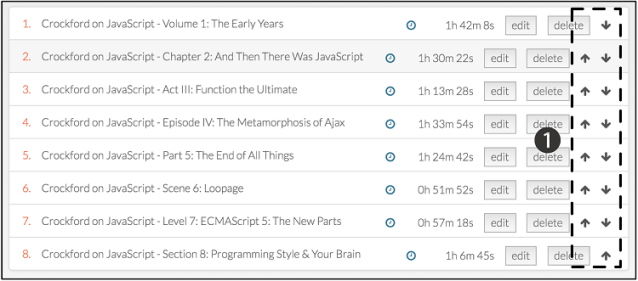 1. Crockford on JavaScript - Volume 1: The Early Years 1h 42m 8s edit delete
2. Crockford on JavaScript - Chapter 2: And Then There Was JavaScript 1h 30m 22s edit delete
3. Crockford on JavaScript - Act III: Function the Ultimate 1h 13m 28s edit delete
4. Crockford on JavaScript - Episode IV: The Metamorphosis of Ajax 1h 33m 54s edit delete
1
5. Crockford on JavaScript - Part 5: The End of All Things 1h 24m 42s edit delete
6. Crockford on JavaScript - Scene 6: Loopage 0h 51m 52s edit delete
7. Crockford on JavaScript - Level 7: ECMAScript 5: The New Parts 0h 57m 18s edit delete
8. Crockford on JavaScript - Section 8: Programming Style & Your Brain 1h 6m 45s edit delete